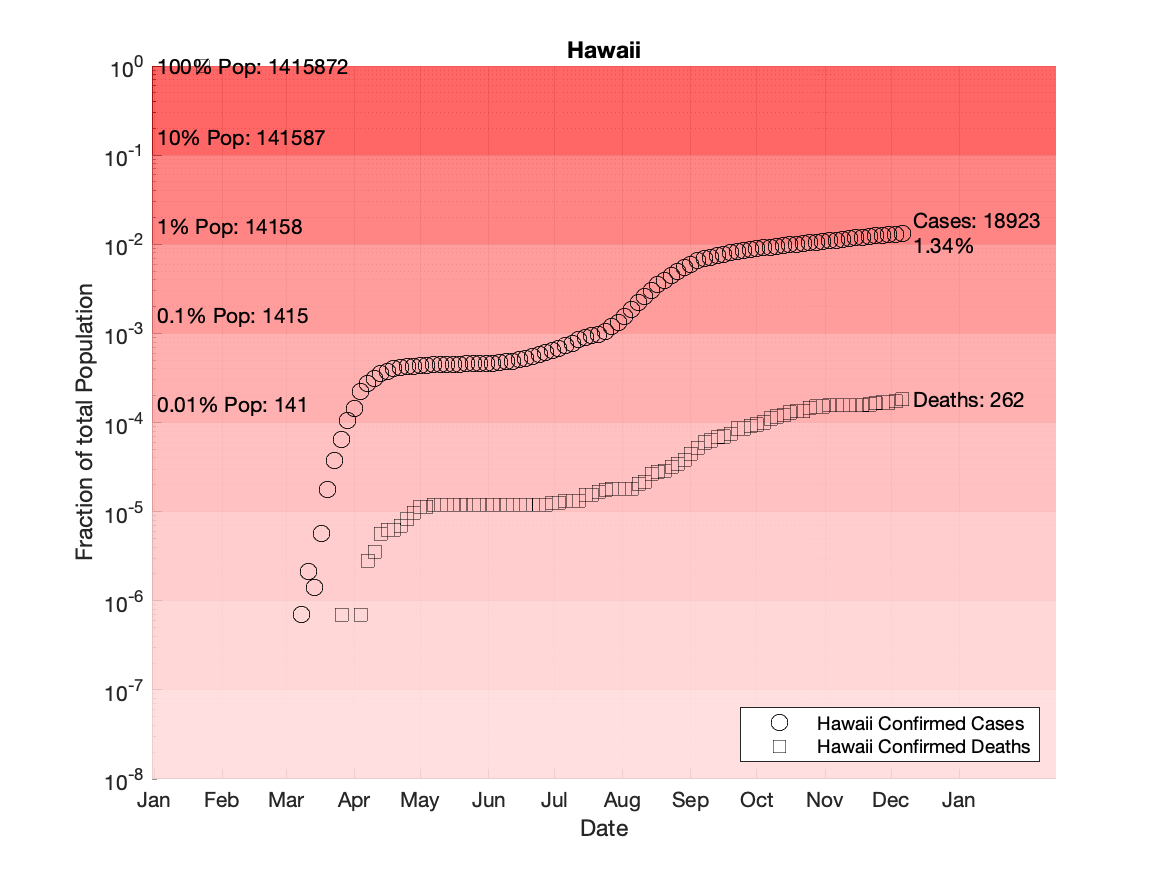 Hawaii
10^0
100% Pop: 1415872
10% Pop: 141587
10^-1
1% Pop: 14158
Cases: 18923
10^-2
1.34%
0.1% Pop: 1415
10^-3
0.01% Pop: 141
Deaths: 262
10^-4
10^-5
10^-6
10^-7
10^-8
Fraction of total Population
Hawaii Confirmed Cases
Hawaii Confirmed Deaths
Jan Feb Mar Apr May Jun Jul Aug Sep Oct Nov Dec Jan
Date